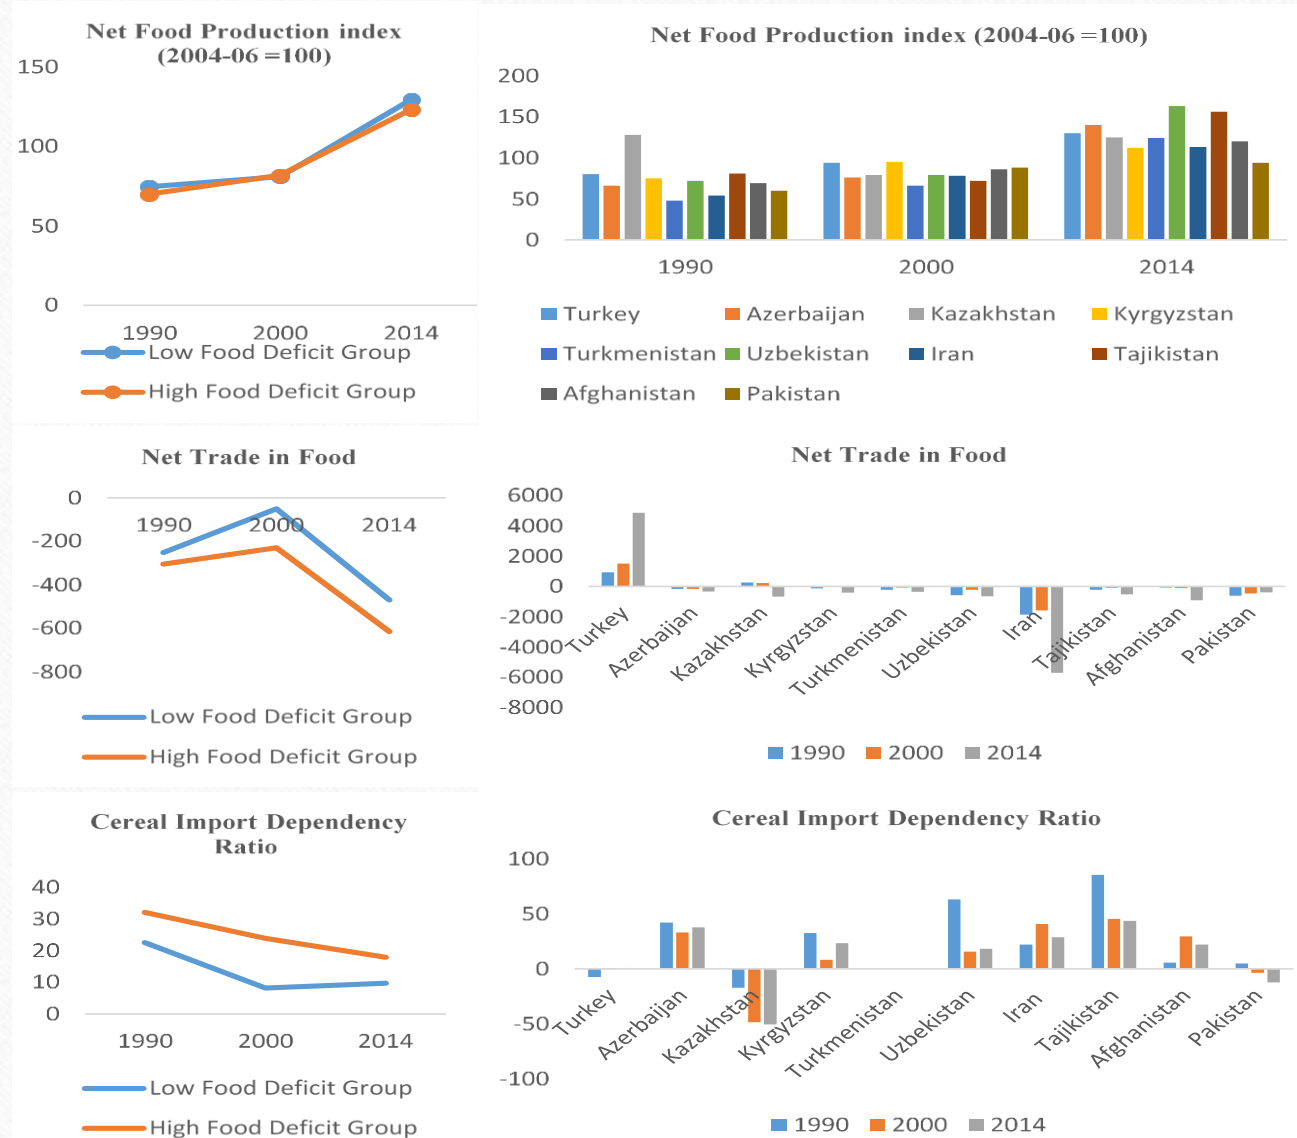 Net Food Production index
(2004-06 =100)
150
100
50
0
1990 2000 2014
Low Food Deficit Group
High Food Deficit Group
Net Food Production index (2004-06 =100)
200
150
100
50
0
1990 2000 2014
Turkey Azerbaijan Kazakhstan Kyrgyzstan
Turkmenistan Uzbekistan Iran Tajikistan
Afghanistan Pakistan
Net Trade in Food
0
1990 2000 2014
-200
-400
-600
-800
Low Food Deficit Group
High Food Deficit Group
Net Trade in Food
6000
4000
2000
0
-2000
-4000
-6000
-8000
Turkey Azerbaijan Kazakhstan Kyrgyzstan Turkmenistan Uzbekistan Iran Tajikistan Afghanistan Pakistan
1990 2000 2014
Cereal Import Dependency
Ratio
40
30
20
10
0
1990 2000 2014
Low Food Deficit Group
High Food Deficit Group
Cereal Import Dependency Ratio
100
50
0
-50
-100
Turkey Azerbaijan Kazakhstan Kyrgyzstan Turkmenistan Uzbekistan Iran Tajikistan Afghanistan Pakistan
1990 2000 2014